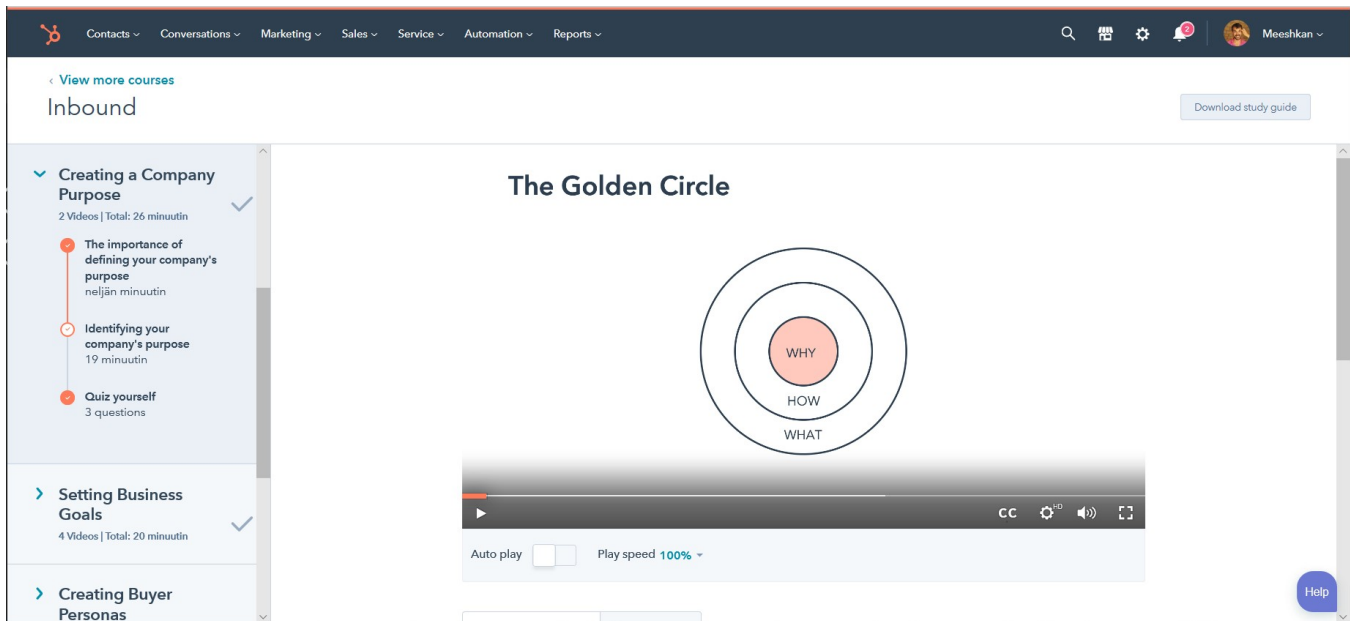 Contacts Conversations Marketing Sales Service Automation Reports 2 Meeshkan
View more courses
Inbound
Download study guide
Creating a Company
Purpose
2 Videos | Total: 26 minuutin
The importance of
defining your company's
purpose
neljän minuutin
Identifying your
company's purpose
19 minuutin
Quiz yourself
3 questions
Setting Business
Goals
4 Videos | Total: 20 minuutin
Creating Buyer
Personas
The Golden Circle
WHY
HOW
WHAT
CC HD
Auto play Play speed 100%
Help